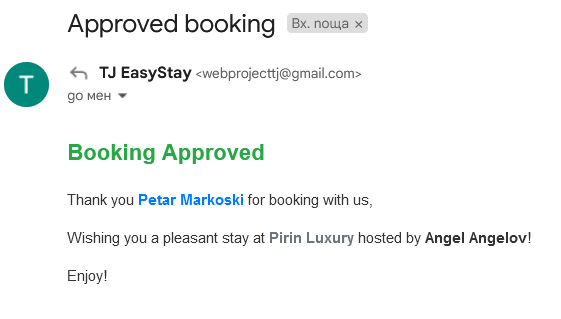 Approved booking Вх. поща ×
T
TJ EasyStay <webprojecttj@gmail.com>
до мен
Booking Approved
Thank you Petar Markoski for booking with us,
Wishing you a pleasant stay at Pirin Luxury hosted by Angel Angelov!
Enjoy!